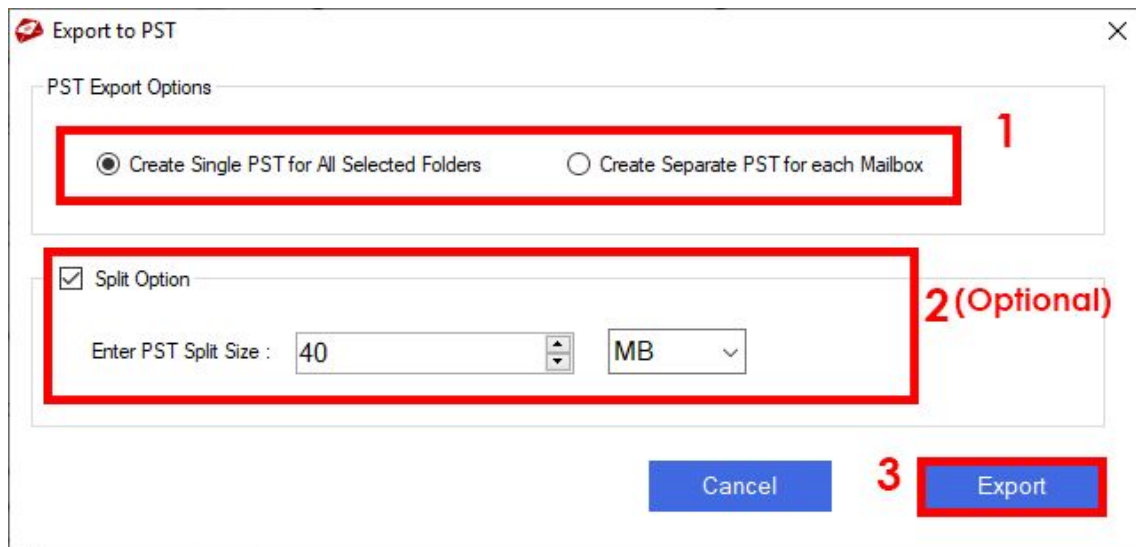 Export to PST
PST Export Options
1
Create Single PST for All Selected Folders Create Separate PST for each Mailbox
Split Option
2 (Optional)
Enter PST Split Size : 40 MB
Cancel 3 Export